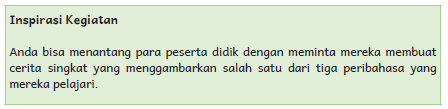 Inspirasi Kegiatan
Anda bisa menantang para peserta didik dengan meminta mereka membuat
cerita singkat yang menggambarkan salah satu dari tiga peribahasa yang
mereka pelajari.